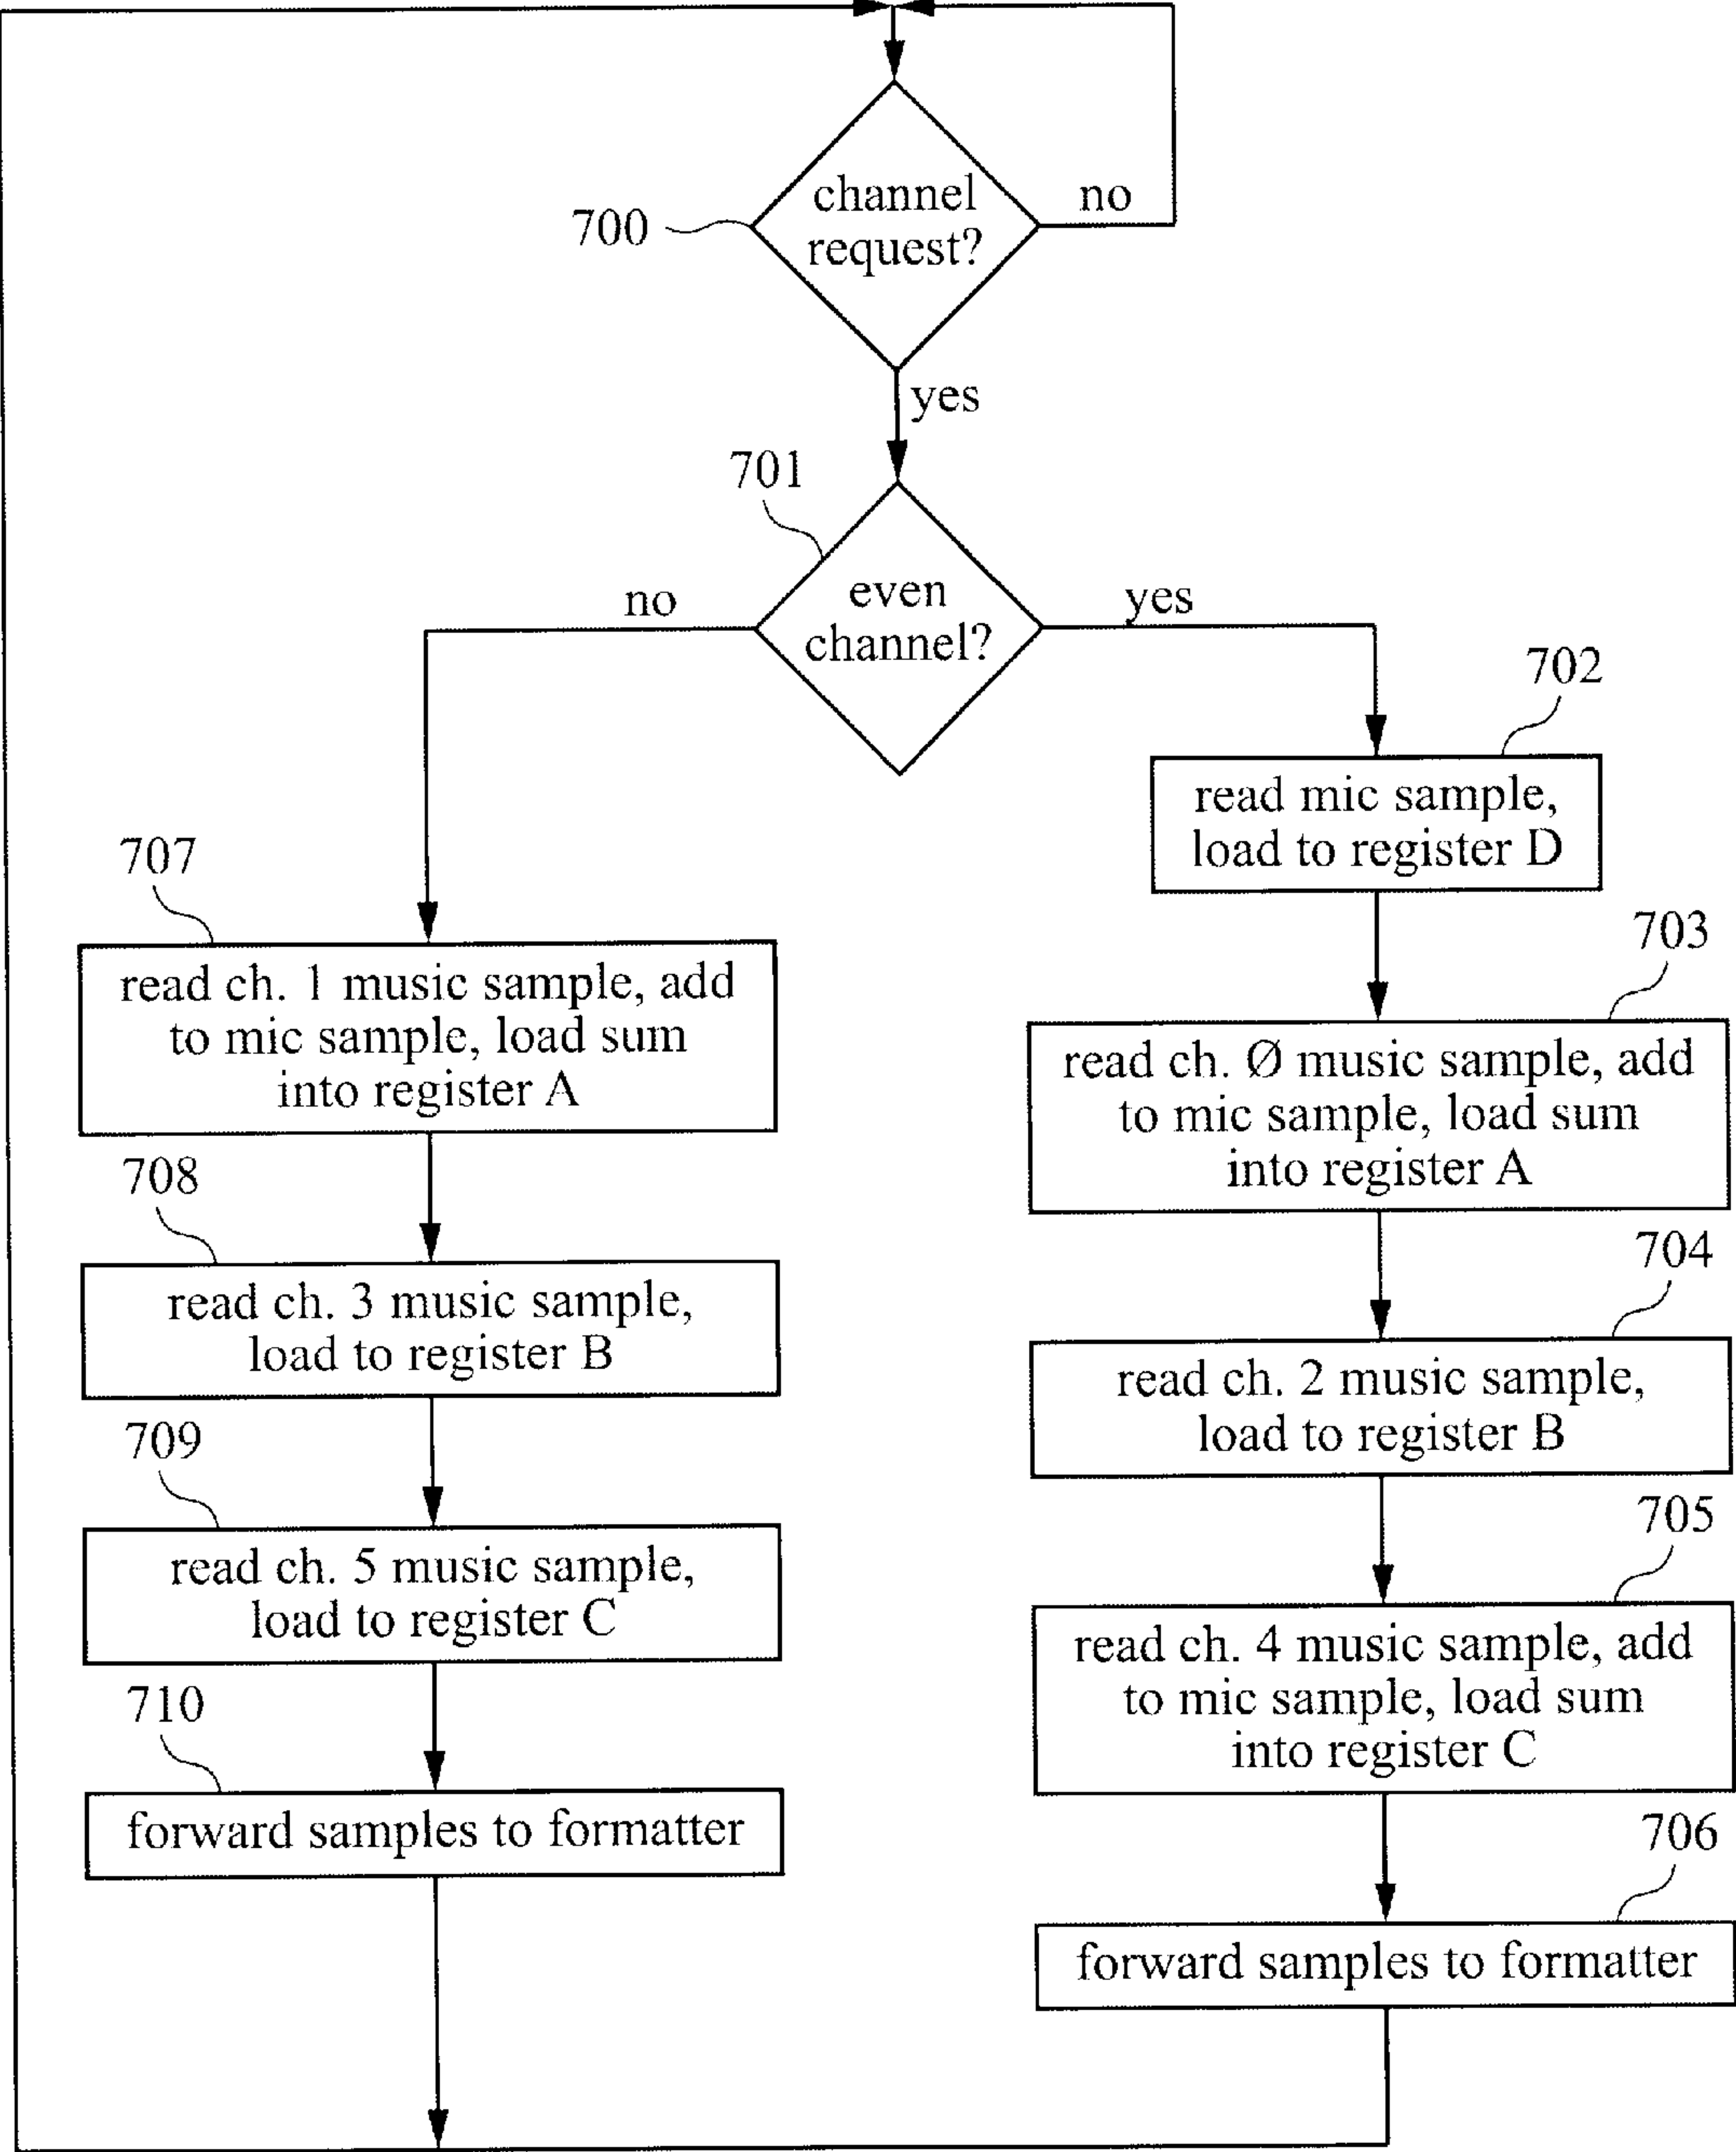 channel
request?
700
no
yes
701
even
channel?
no
yes
702
read mic sample,
load to register D
703
read ch. Ø music sample, add
to mic sample, load sum
into register A
704
read ch. 2 music sample,
load to register B
705
read ch. 4 music sample, add
to mic sample, load sum
into register C
706
forward samples to formatter
707
read ch. 1 music sample, add
to mic sample, load sum
into register A
708
read ch. 3 music sample,
load to register B
709
read ch. 5 music sample,
load to register C
710
forward samples to formatter